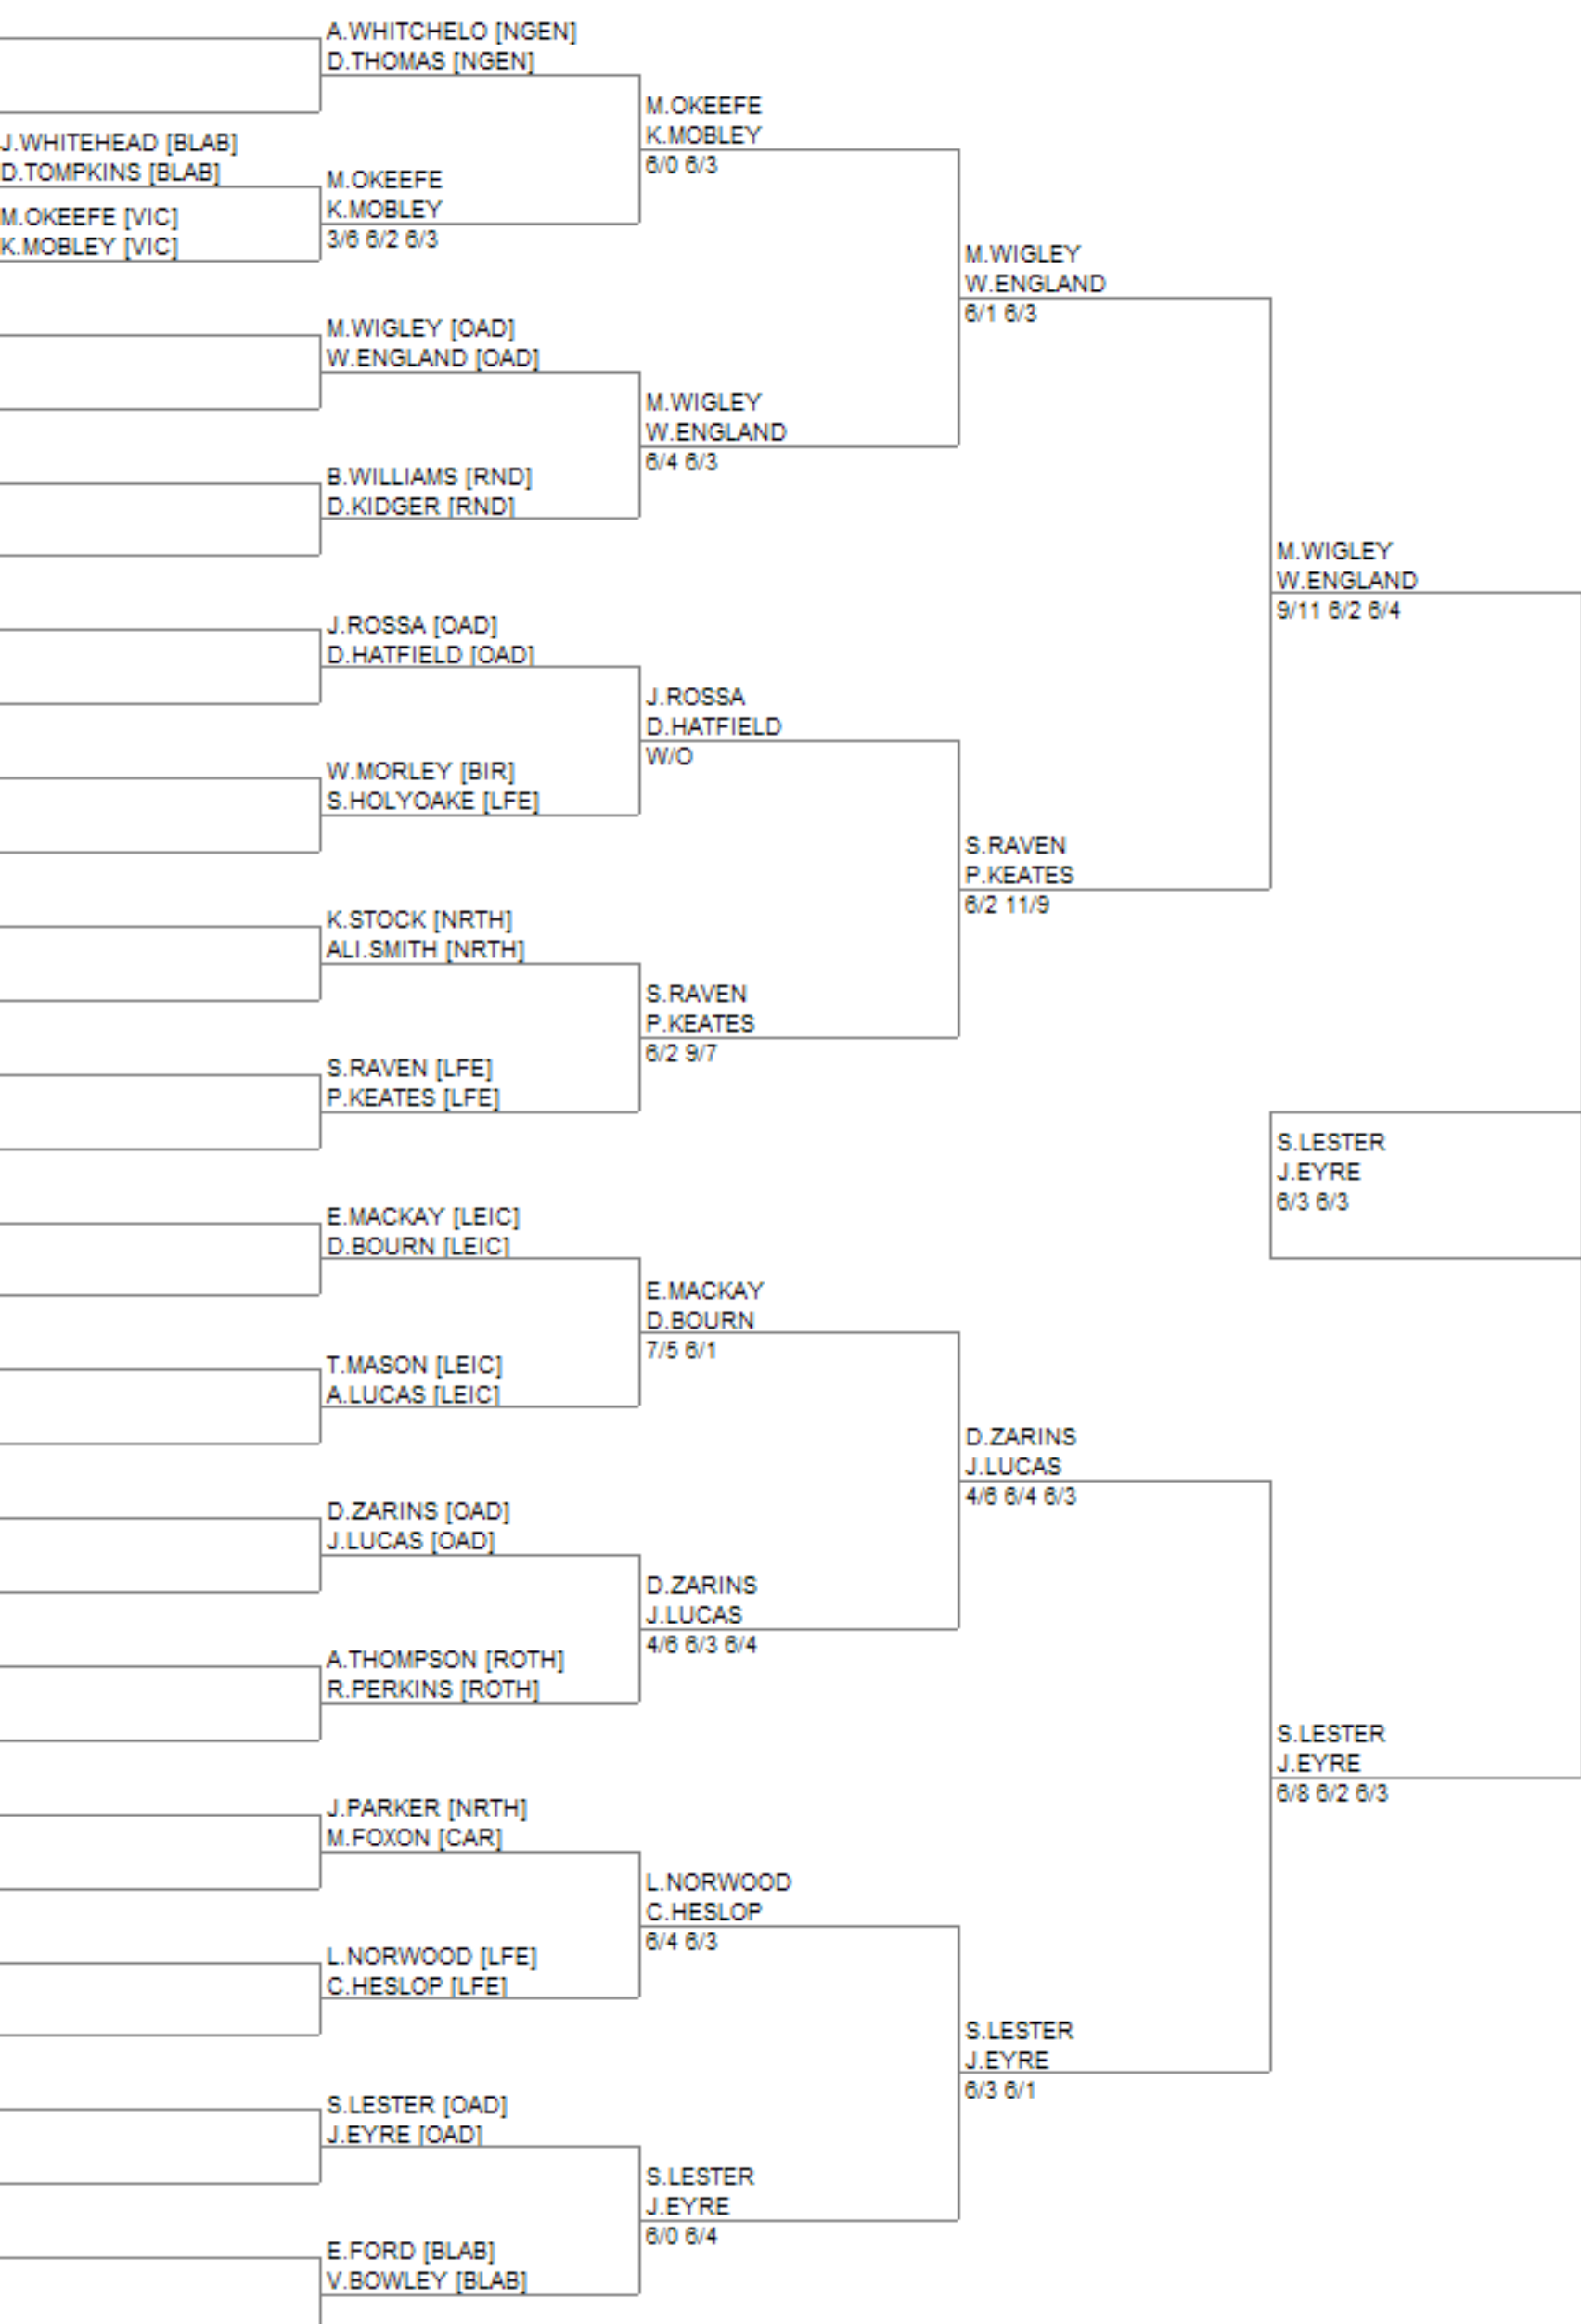 A.WHITCHELO [NGEN]
D.THOMAS [NGEN]
M.OKEEFE
K.MOBLEY
6/0 6/3
J.WHITEHEAD [BLAB]
D.TOMPKINS [BLAB]
M.OKEEFE
K.MOBLEY
3/6 6/2 6/3
M.OKEEFE [VIC]
K.MOBLEY [VIC]
M.WIGLEY
W.ENGLAND
6/1 6/3
M.WIGLEY [OAD]
W.ENGLAND [OAD]
M.WIGLEY
W.ENGLAND
6/4 6/3
B.WILLIAMS [RND]
D.KIDGER [RND]
M.WIGLEY
W.ENGLAND
9/11 6/2 6/4
J.ROSSA [OAD]
D.HATFIELD [OAD]
J.ROSSA
D.HATFIELD
W/O
W.MORLEY [BIR]
S.HOLYOAKE [LFE]
S.RAVEN
P.KEATES
6/2 11/9
K.STOCK [NRTH]
ALI.SMITH [NRTH]
S.RAVEN
P.KEATES
6/2 9/7
S.RAVEN [LFE]
P.KEATES [LFE]
S.LESTER
J.EYRE
6/3 6/3
E.MACKAY [LEIC]
D.BOURN [LEIC]
E.MACKAY
D.BOURN
7/5 6/1
T.MASON [LEIC]
A.LUCAS [LEIC]
D.ZARINS
J.LUCAS
4/6 6/4 6/3
D.ZARINS [OAD]
J.LUCAS [OAD]
D.ZARINS
J.LUCAS
4/6 6/3 6/4
A.THOMPSON [ROTH]
R.PERKINS [ROTH]
S.LESTER
J.EYRE
6/8 6/2 6/3
J.PARKER [NRTH]
M.FOXON [CAR]
L.NORWOOD
C.HESLOP
6/4 6/3
L.NORWOOD [LFE]
C.HESLOP [LFE]
S.LESTER
J.EYRE
6/3 6/1
S.LESTER [OAD]
J.EYRE [OAD]
S.LESTER
J.EYRE
6/0 6/4
E.FORD [BLAB]
V.BOWLEY [BLAB]